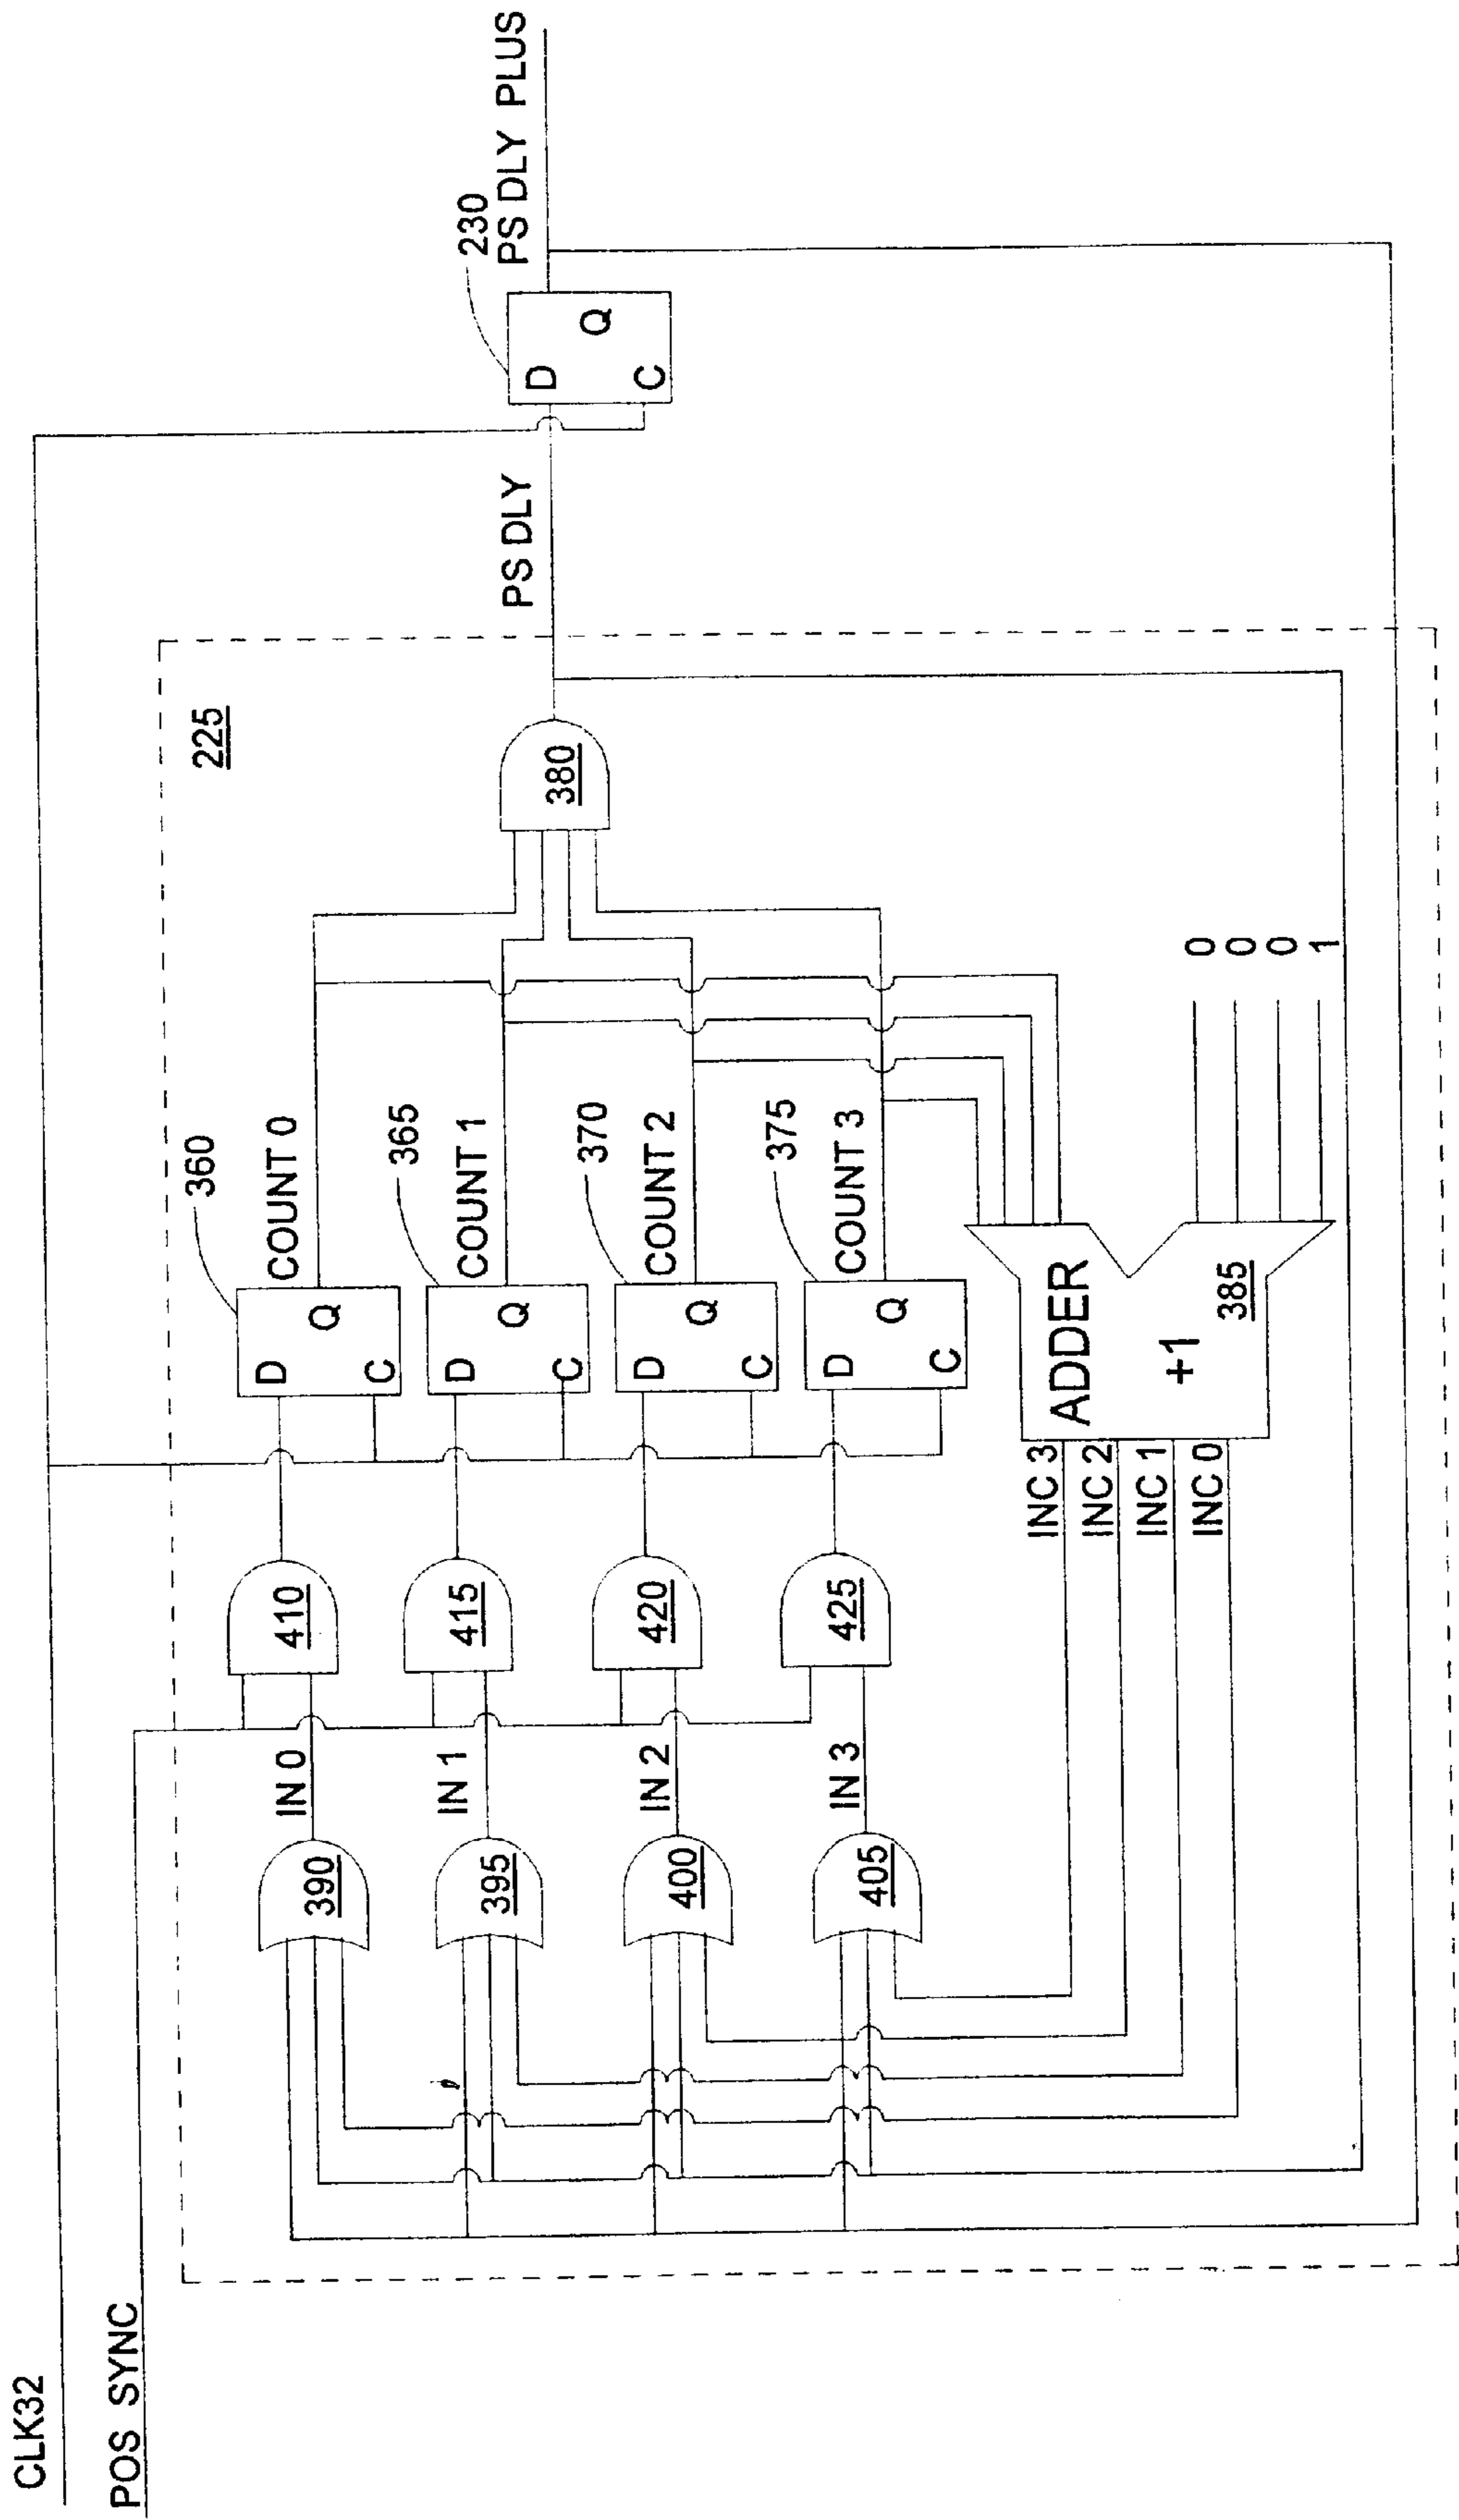 CLK32
POS SYNC
225
230
PS DLY PLUS
PS DLY
D
Q
C
390
IN 0
410
D
Q
C
360
COUNT 0
395
IN 1
415
D
Q
C
365
COUNT 1
380
400
IN 2
420
D
Q
C
370
COUNT 2
405
IN 3
425
D
Q
C
375
COUNT 3
INC 3
INC 2
INC 1
INC 0
ADDER
+1
385
0
0
0
1